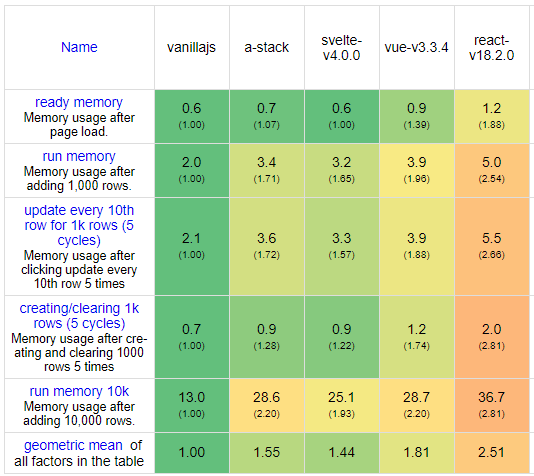 Name vanillajs a-stack svelte-
v4.0.0 vue-v3.3.4 react-
v18.2.0
ready memory
Memory usage after
page load.
0.6 0.7 0.6 0.9 1.2
(1.00) (1.07) (1.00) (1.39) (1.88)
run memory
Memory usage after
adding 1,000 rows.
2.0 3.4 3.2 3.9 5.0
(1.00) (1.71) (1.65) (1.96) (2.54)
update every 10th
row for 1k rows (5
cycles)
Memory usage after
clicking update every
10th row 5 times
2.1 3.6 3.3 3.9 5.5
(1.00) (1.72) (1.57) (1.88) (2.66)
creating/clearing 1k
rows (5 cycles)
Memory usage after cre-
ating and clearing 1000
rows 5 times
0.7 0.9 0.9 1.2 2.0
(1.00) (1.28) (1.22) (1.74) (2.81)
run memory 10k
Memory usage after
adding 10,000 rows.
13.0 28.6 25.1 28.7 36.7
(1.00) (2.20) (1.93) (2.20) (2.81)
geometric mean of
all factors in the table
1.00 1.55 1.44 1.81 2.51